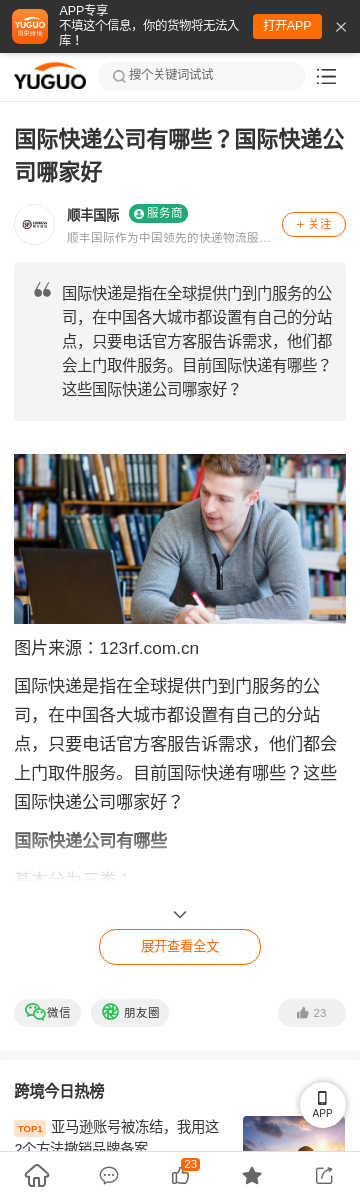 APP专享
不填这个信息，你的货物将无法入
库！
打开APP
YUGUO
YUGUO
搜个关键词试试
国际快递公司有哪些？国际快递公
司哪家好
顺丰国际
服务商
顺丰国际作为中国领先的快递物流服...
+ 关注
国际快递是指在全球提供门到门服务的公
司，在中国各大城市都设置有自己的分站
点，只要电话官方客服告诉需求，他们都
会上门取件服务。目前国际快递有哪些？
这些国际快递公司哪家好？
图片来源：123rf.com.cn
国际快递是指在全球提供门到门服务的公
司，在中国各大城市都设置有自己的分站
点，只要电话官方客服告诉需求，他们都会
上门取件服务。目前国际快递有哪些？这些
国际快递公司哪家好？
国际快递公司有哪些
基本分为三类：
展开查看全文
微信
朋友圈
23
跨境今日热榜
APP
TOP1 亚马逊账号被冻结，我用这
2个方法撤销品牌备案
23